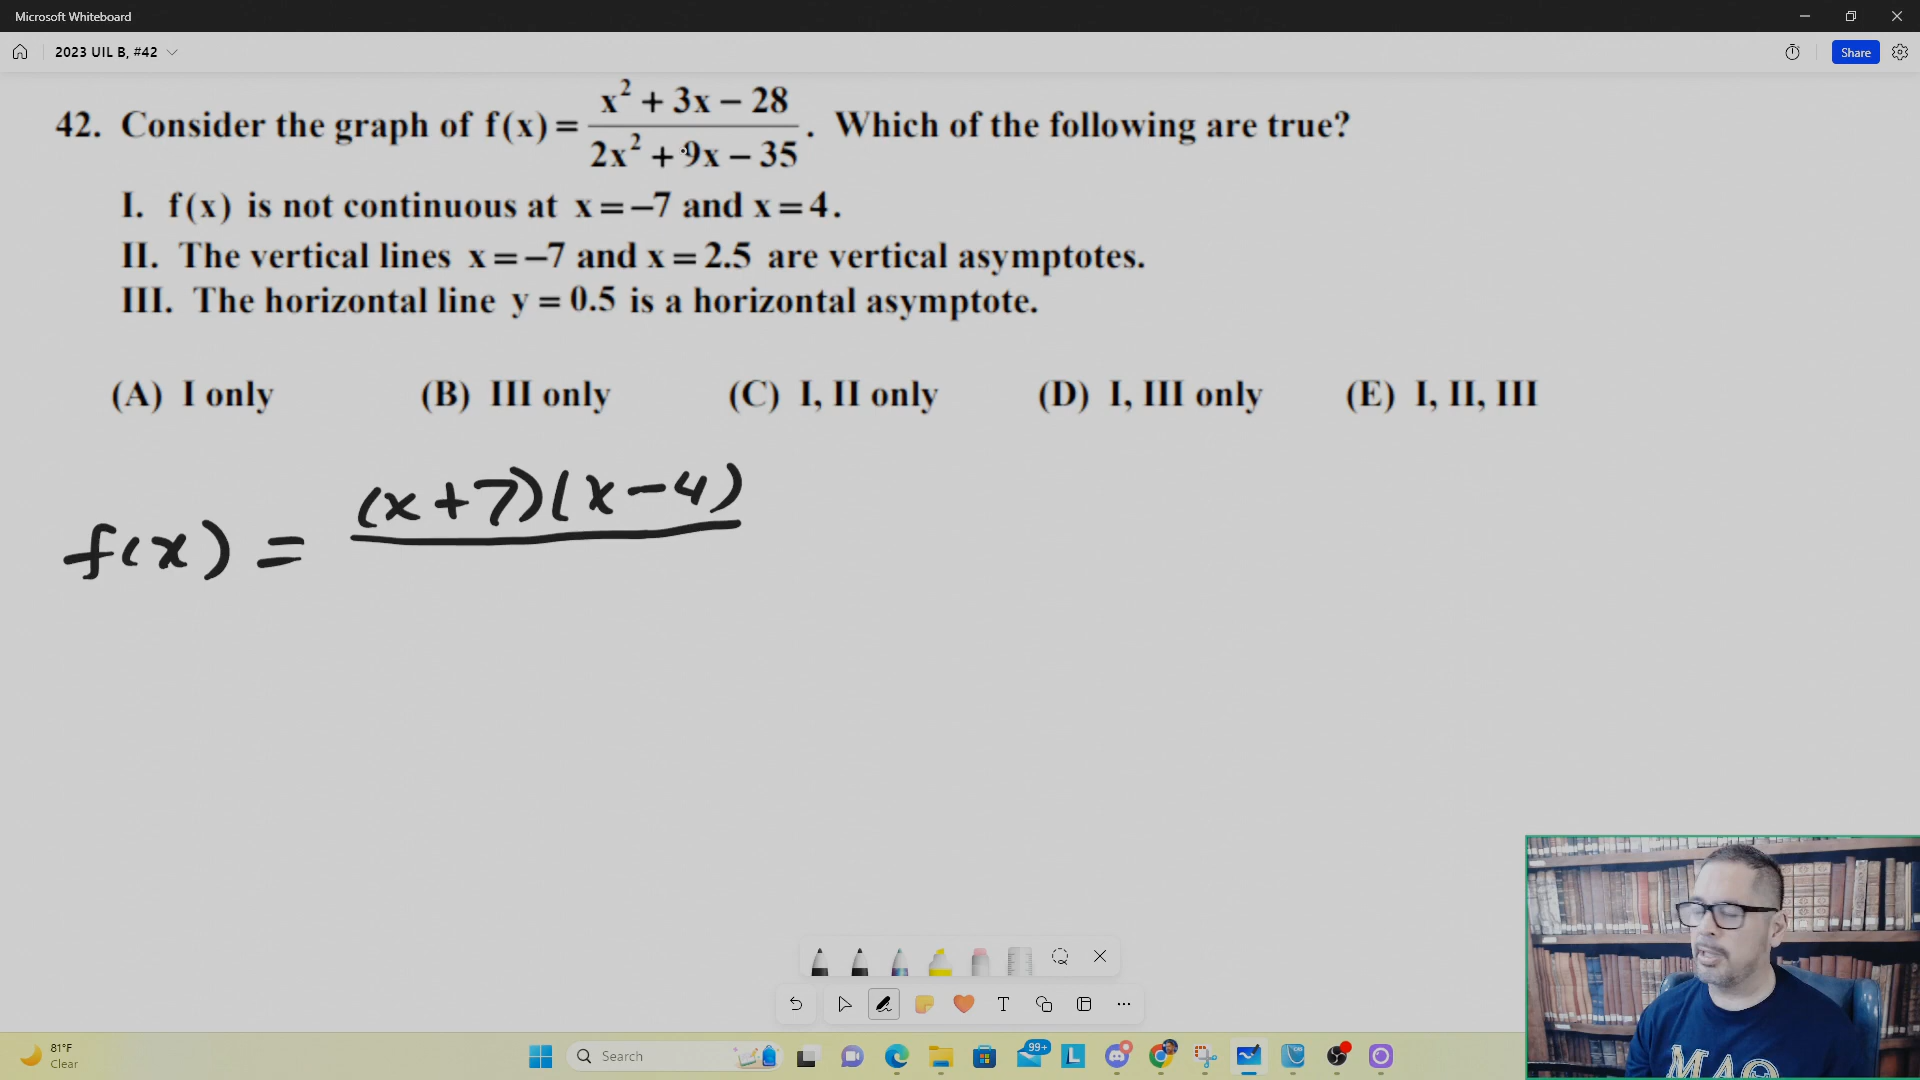 Microsoft Whiteboard
2023 UIL B, #42
Share
42. Consider the graph of f(x) = (x² + 3x − 28)/(2x² + 9x − 35). Which of the following are true?
I. f(x) is not continuous at x = −7 and x = 4.
II. The vertical lines x = −7 and x = 2.5 are vertical asymptotes.
III. The horizontal line y = 0.5 is a horizontal asymptote.
(A) I only (B) III only (C) I, II only (D) I, III only (E) I, II, III
f(x) = (x+7)(x−4)
T
81°F
Clear
Search
99+
L
ΜΑΘ